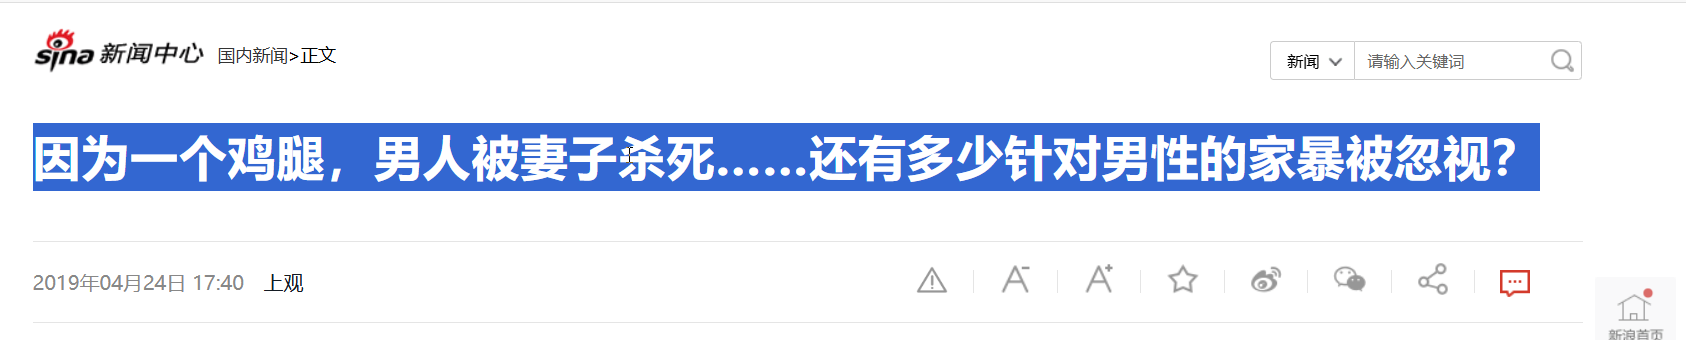 sina 新闻中心 国内新闻>正文
新闻 请输入关键词
因为一个鸡腿，男人被妻子杀死……还有多少针对男性的家暴被忽视？
2019年04月24日 17:40 上观
A- A+
新浪首页